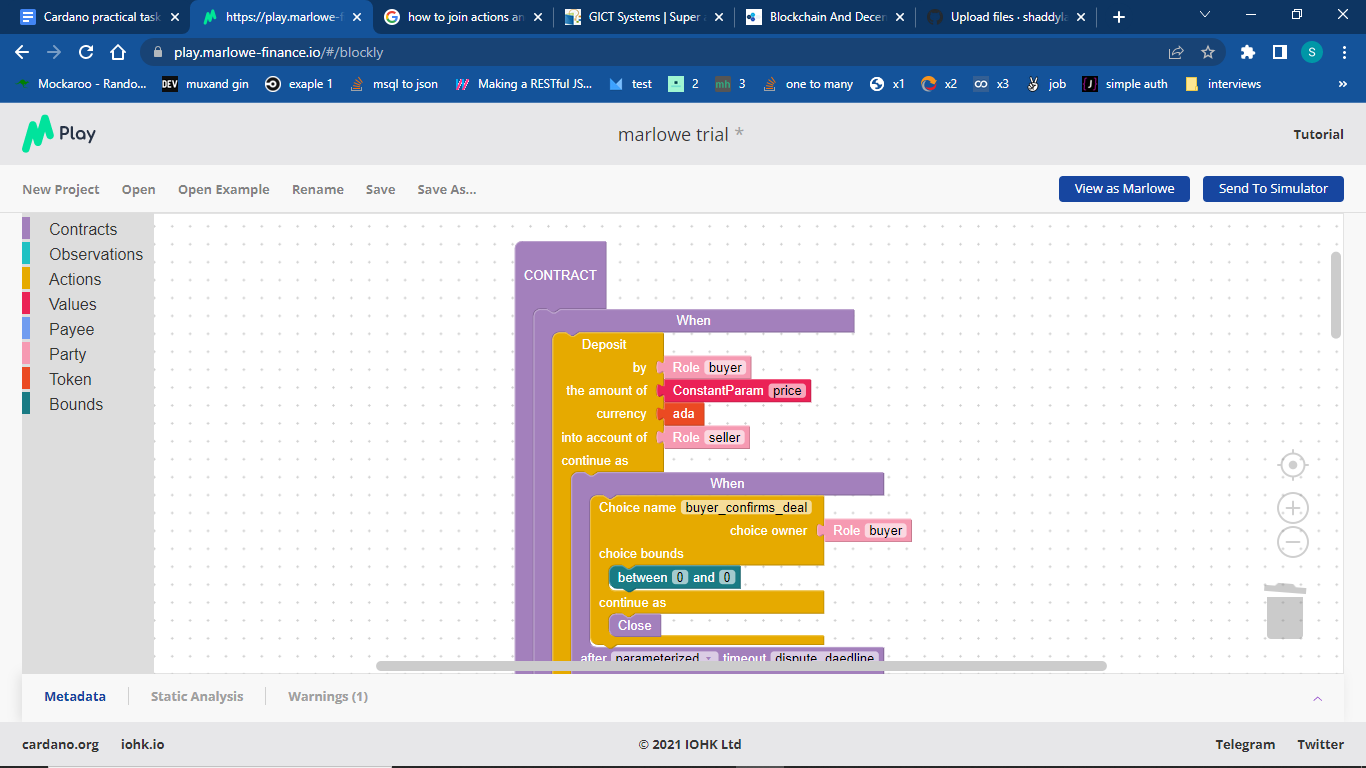 Cardano practical task
https://play.marlowe-f
how to join actions an
GICT Systems | Super
Blockchain And Decen
Upload files · shaddyla
play.marlowe-finance.io/#/blockly
S
Mockaroo - Rando...
DEV muxand gin
exaple 1
msql to json
Making a RESTful JS...
test
2
mh 3
one to many
x1
x2
x3
job
simple auth
interviews
»
Play
marlowe trial *
Tutorial
New Project
Open
Open Example
Rename
Save
Save As...
View as Marlowe
Send To Simulator
Contracts
Observations
Actions
Values
Payee
Party
Token
Bounds
CONTRACT
When
Deposit
by Role buyer
the amount of ConstantParam price
currency ada
into account of Role seller
continue as
When
Choice name buyer_confirms_deal
choice owner Role buyer
choice bounds
between 0 and 0
continue as
Close
after parameterized timeout dispute_daedline
Metadata
Static Analysis
Warnings (1)
cardano.org
iohk.io
© 2021 IOHK Ltd
Telegram
Twitter